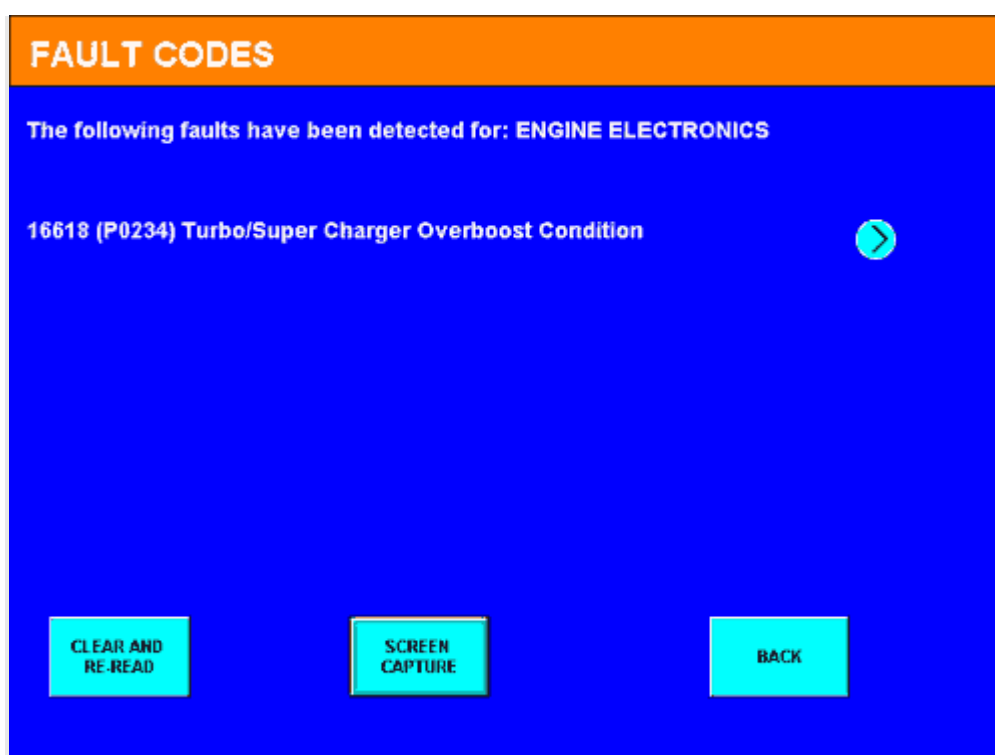 FAULT CODES
The following faults have been detected for: ENGINE ELECTRONICS
16618 (P0234) Turbo/Super Charger Overboost Condition
CLEAR AND
RE-READ
SCREEN
CAPTURE
BACK